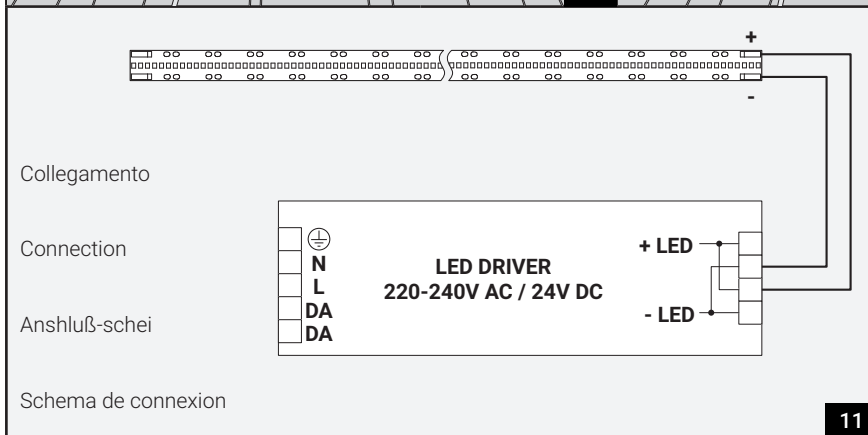 +
-
Collegamento
Connection
Anshluß-schei
Schema de connexion
N
L
DA
DA
LED DRIVER
220-240V AC / 24V DC
+ LED
- LED
11